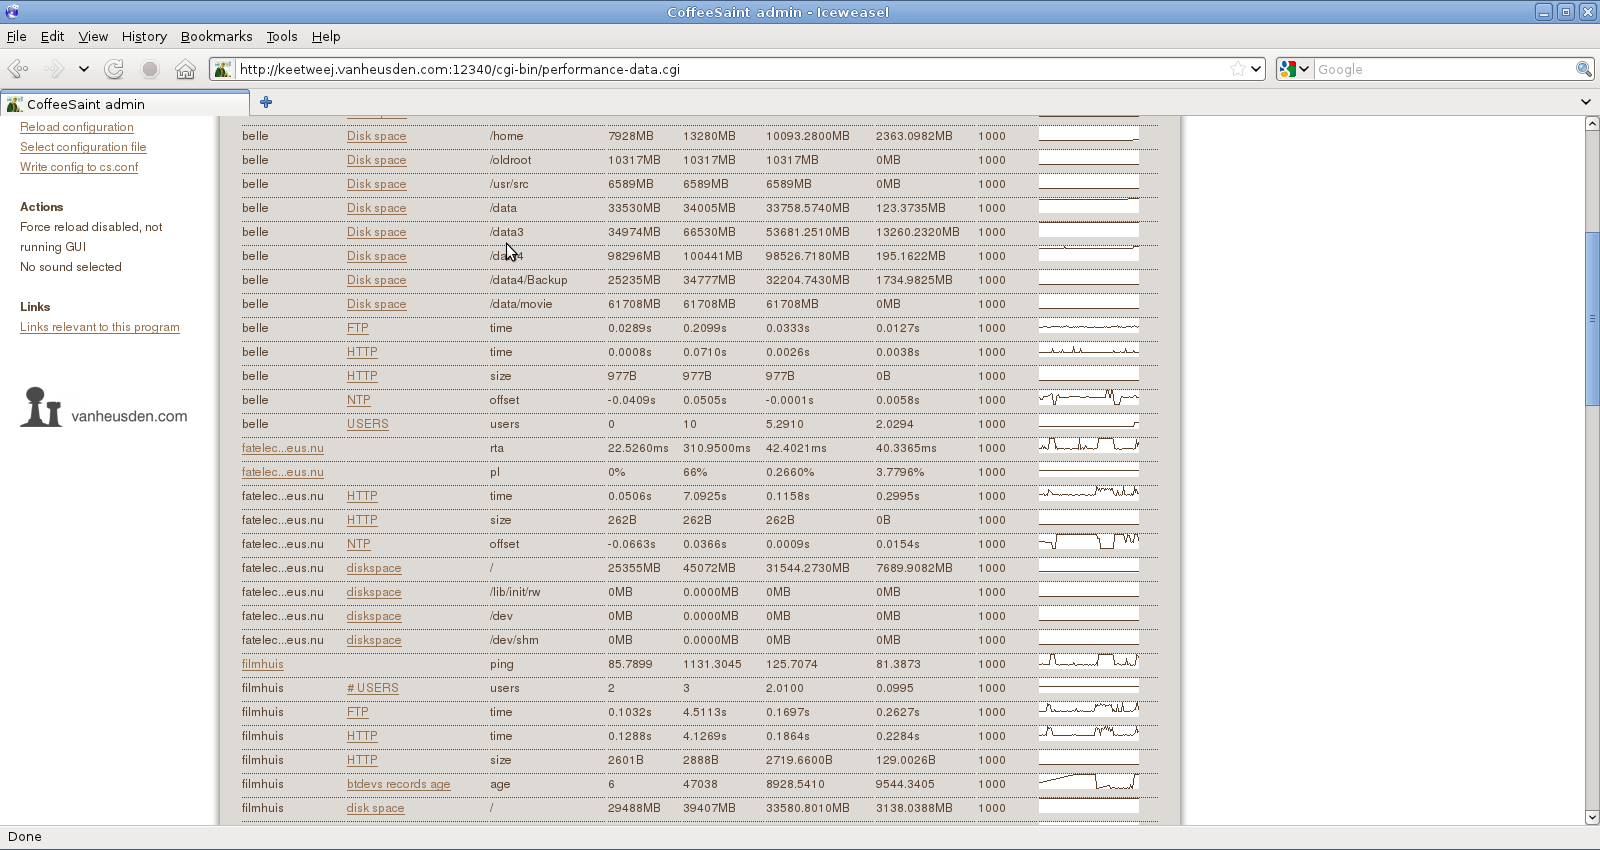 CoffeeSaint admin - Iceweasel
File Edit View History Bookmarks Tools Help
http://keetweej.vanheusden.com:12340/cgi-bin/performance-data.cgi
Google
CoffeeSaint admin
Reload configuration
Select configuration file
Write config to cs.conf
Actions
Force reload disabled, not
running GUI
No sound selected
Links
Links relevant to this program
vanheusden.com
belle Disk space /home 7928MB 13280MB 10093.2800MB 2363.0982MB 1000
belle Disk space /oldroot 10317MB 10317MB 10317MB 0MB 1000
belle Disk space /usr/src 6589MB 6589MB 6589MB 0MB 1000
belle Disk space /data 33530MB 34005MB 33758.5740MB 123.3735MB 1000
belle Disk space /data3 34974MB 66530MB 53681.2510MB 13260.2320MB 1000
belle Disk space 98296MB 100441MB 98526.7180MB 195.1622MB 1000
belle Disk space /data4/Backup 25235MB 34777MB 32204.7430MB 1734.9825MB 1000
belle Disk space /data/movie 61708MB 61708MB 61708MB 0MB 1000
belle FTP time 0.0289s 0.2099s 0.0333s 0.0127s 1000
belle HTTP time 0.0008s 0.0710s 0.0026s 0.0038s 1000
belle HTTP size 977B 977B 977B 0B 1000
belle NTP offset -0.0409s 0.0505s -0.0001s 0.0058s 1000
belle USERS users 0 10 5.2910 2.0294 1000
fatelec...eus.nu rta 22.5260ms 310.9500ms 42.4021ms 40.3365ms 1000
fatelec...eus.nu pl 0% 66% 0.2660% 3.7796% 1000
fatelec...eus.nu HTTP time 0.0506s 7.0925s 0.1158s 0.2995s 1000
fatelec...eus.nu HTTP size 262B 262B 262B 0B 1000
fatelec...eus.nu NTP offset -0.0663s 0.0366s 0.0009s 0.0154s 1000
fatelec...eus.nu diskspace / 25355MB 45072MB 31544.2730MB 7689.9082MB 1000
fatelec...eus.nu diskspace /lib/init/rw 0MB 0.0000MB 0MB 0MB 1000
fatelec...eus.nu diskspace /dev 0MB 0.0000MB 0MB 0MB 1000
fatelec...eus.nu diskspace /dev/shm 0MB 0.0000MB 0MB 0MB 1000
filmhuis ping 85.7899 1131.3045 125.7074 81.3873 1000
filmhuis # USERS users 2 3 2.0100 0.0995 1000
filmhuis FTP time 0.1032s 4.5113s 0.1697s 0.2627s 1000
filmhuis HTTP time 0.1288s 4.1269s 0.1864s 0.2284s 1000
filmhuis HTTP size 2601B 2888B 2719.6600B 129.0026B 1000
filmhuis btdevs records age age 6 47038 8928.5410 9544.3405 1000
filmhuis disk space / 29488MB 39407MB 33580.8010MB 3138.0388MB 1000
Done